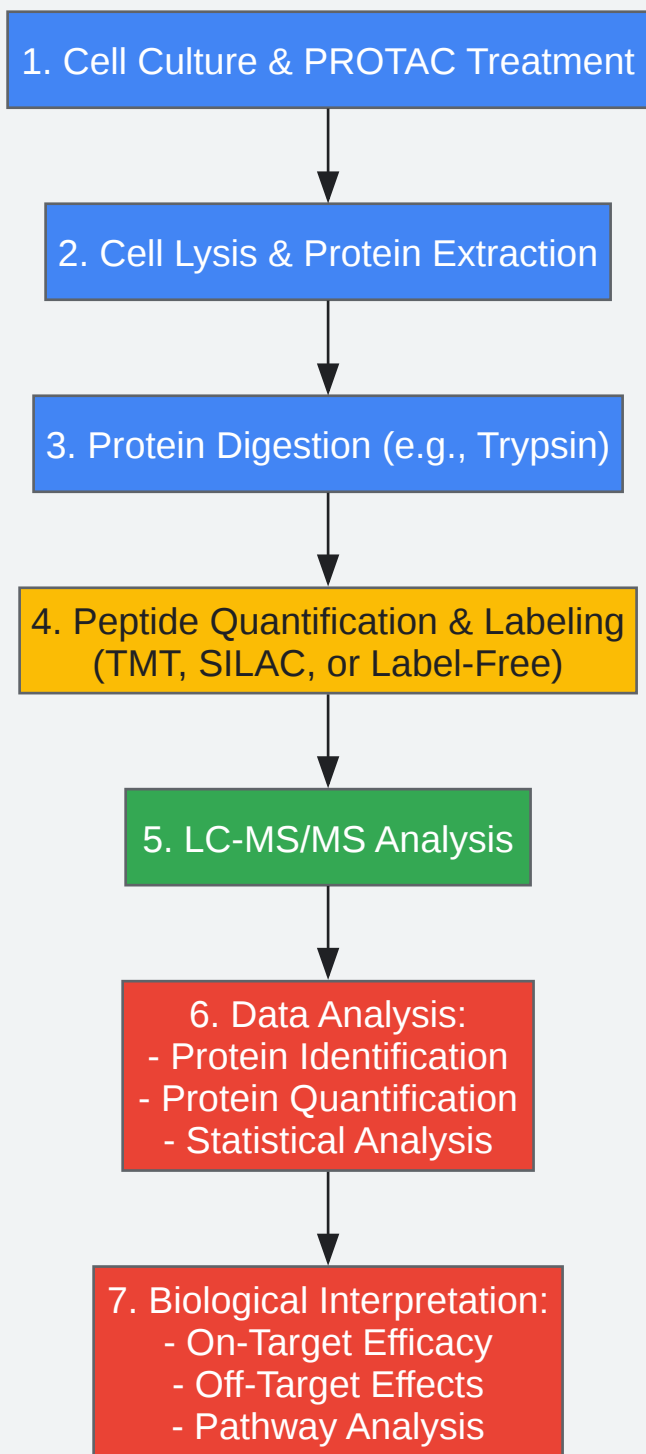 1. Cell Culture & PROTAC Treatment
2. Cell Lysis & Protein Extraction
3. Protein Digestion (e.g., Trypsin)
4. Peptide Quantification & Labeling
(TMT, SILAC, or Label-Free)
5. LC-MS/MS Analysis
6. Data Analysis:
- Protein Identification
- Protein Quantification
- Statistical Analysis
7. Biological Interpretation:
- On-Target Efficacy
- Off-Target Effects
- Pathway Analysis